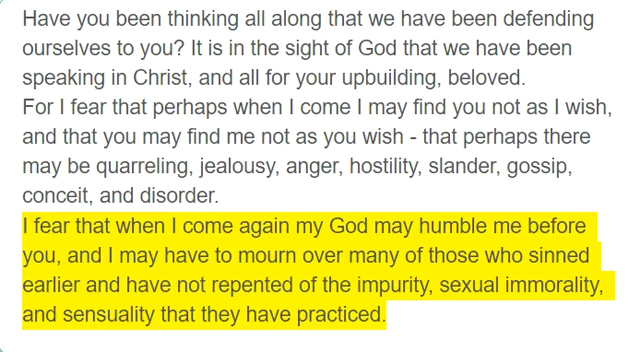 Have you been thinking all along that we have been defending
ourselves to you? It is in the sight of God that we have been
speaking in Christ, and all for your upbuilding, beloved.
For I fear that perhaps when I come I may find you not as I wish,
and that you may find me not as you wish - that perhaps there
may be quarreling, jealousy, anger, hostility, slander, gossip,
conceit, and disorder.
I fear that when I come again my God may humble me before
you, and I may have to mourn over many of those who sinned
earlier and have not repented of the impurity, sexual immorality,
and sensuality that they have practiced.